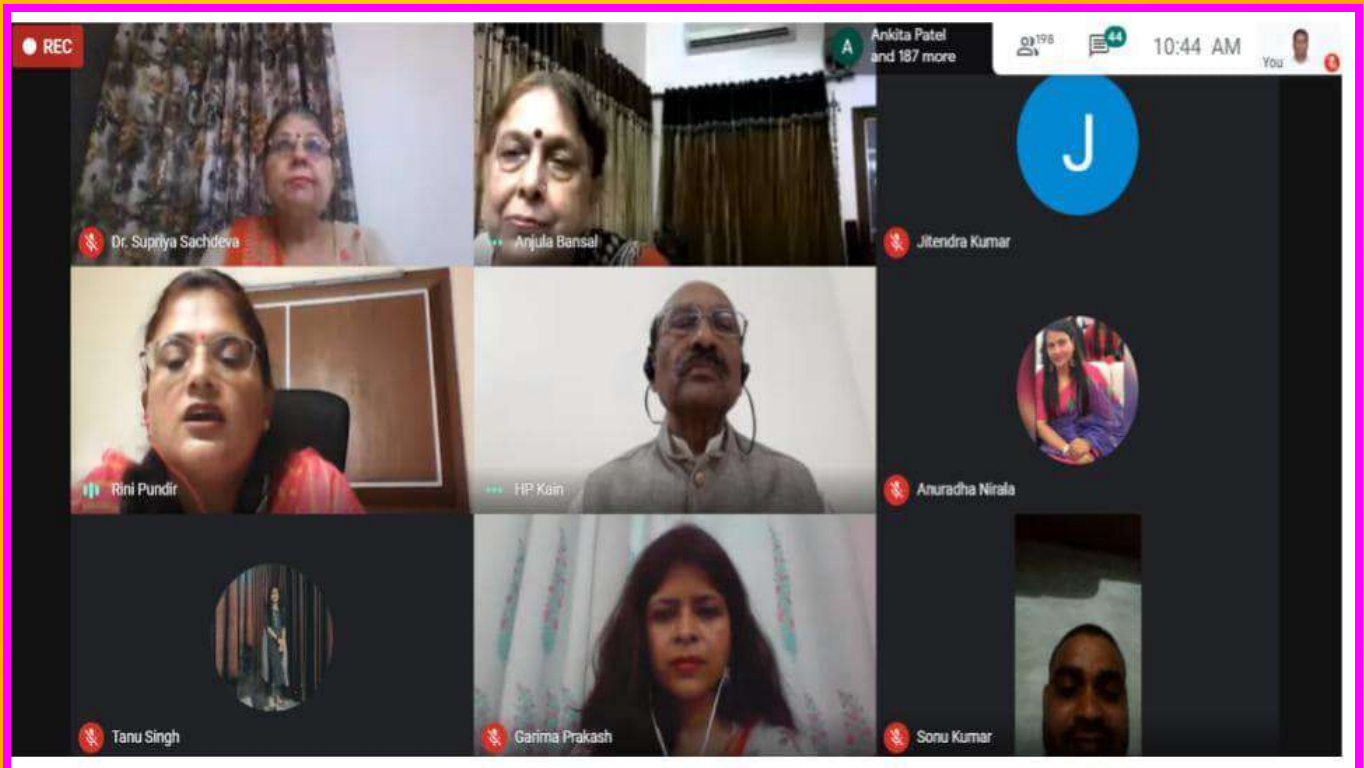 REC
A
Ankita Patel
and 187 more
198
44
10:44 AM
You
Dr. Supriya Sachdeva
Anjula Bansal
J
Jitendra Kumar
Rini Pundir
HP Kain
Anuradha Nirala
Tanu Singh
Garima Prakash
Sonu Kumar